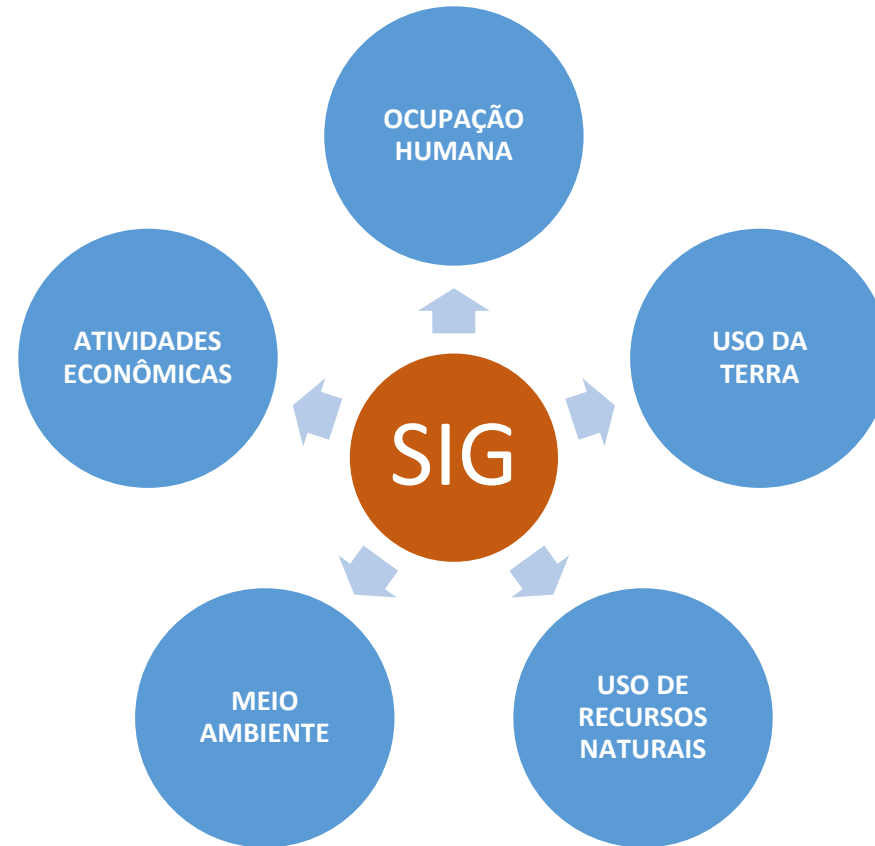 OCUPAÇÃO
HUMANA
ATIVIDADES
ECONÔMICAS
USO DA
TERRA
SIG
MEIO
AMBIENTE
USO DE
RECURSOS
NATURAIS